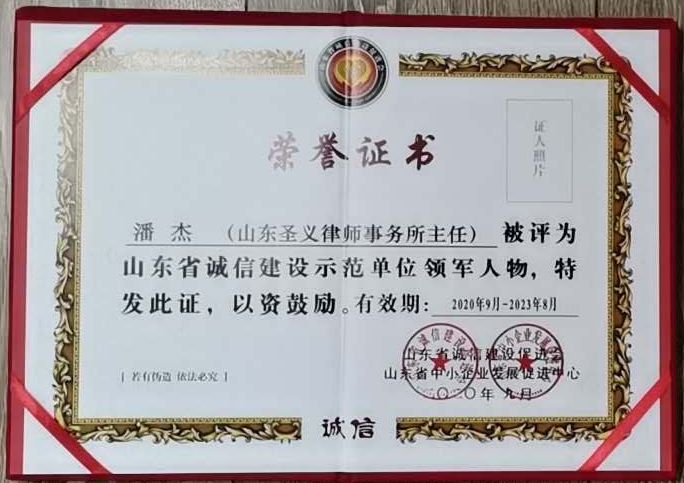 荣誉证书
证人照片
潘杰 (山东圣义律师事务所主任) 被评为
山东省诚信建设示范单位领军人物,特
发此证,以资鼓励。有效期: 2020年9月-2023年8月
山东省诚信建设促进会
山东省中小企业发展促进中心
[ 若有伪造 依法必究 ]
二〇二〇年 九月
诚信